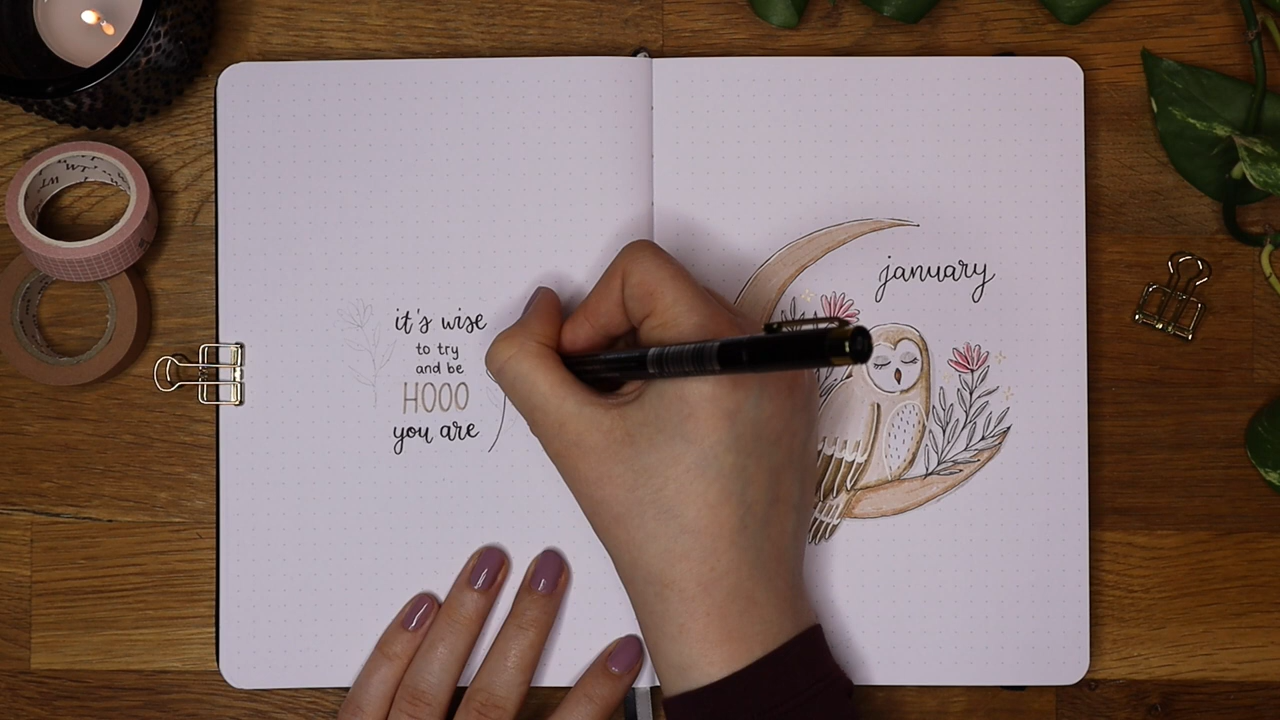 it's wise
to try
and be
HOOO
you are
january